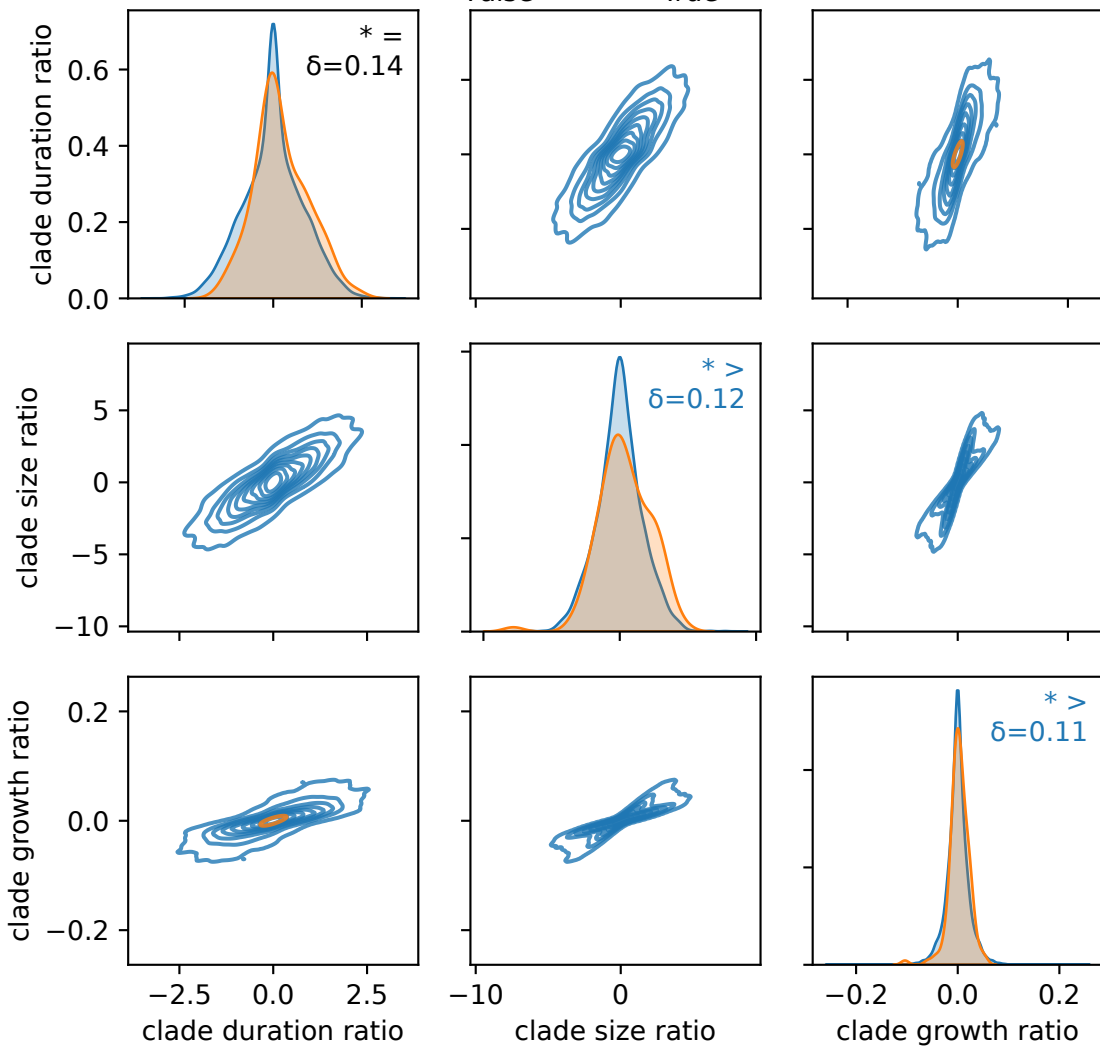 clade duration ratio
0.6
0.4
0.2
0.0
* =
δ=0.14
clade size ratio
5
0
−5
−10
* >
δ=0.12
clade growth ratio
0.2
0.0
−0.2
* >
δ=0.11
−2.5 0.0 2.5
−10 0
−0.2 0.0 0.2
clade duration ratio
clade size ratio
clade growth ratio